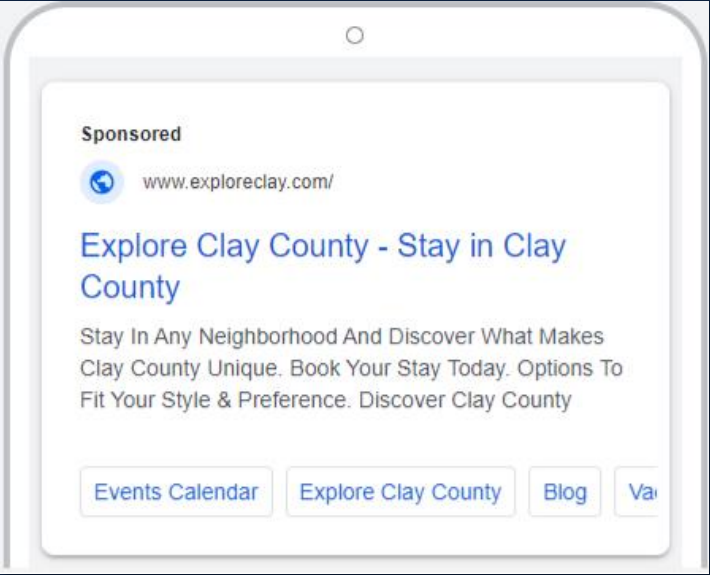 Sponsored
www.exploreclay.com/
Explore Clay County - Stay in Clay
County
Stay In Any Neighborhood And Discover What Makes
Clay County Unique. Book Your Stay Today. Options To
Fit Your Style & Preference. Discover Clay County
Events Calendar Explore Clay County Blog